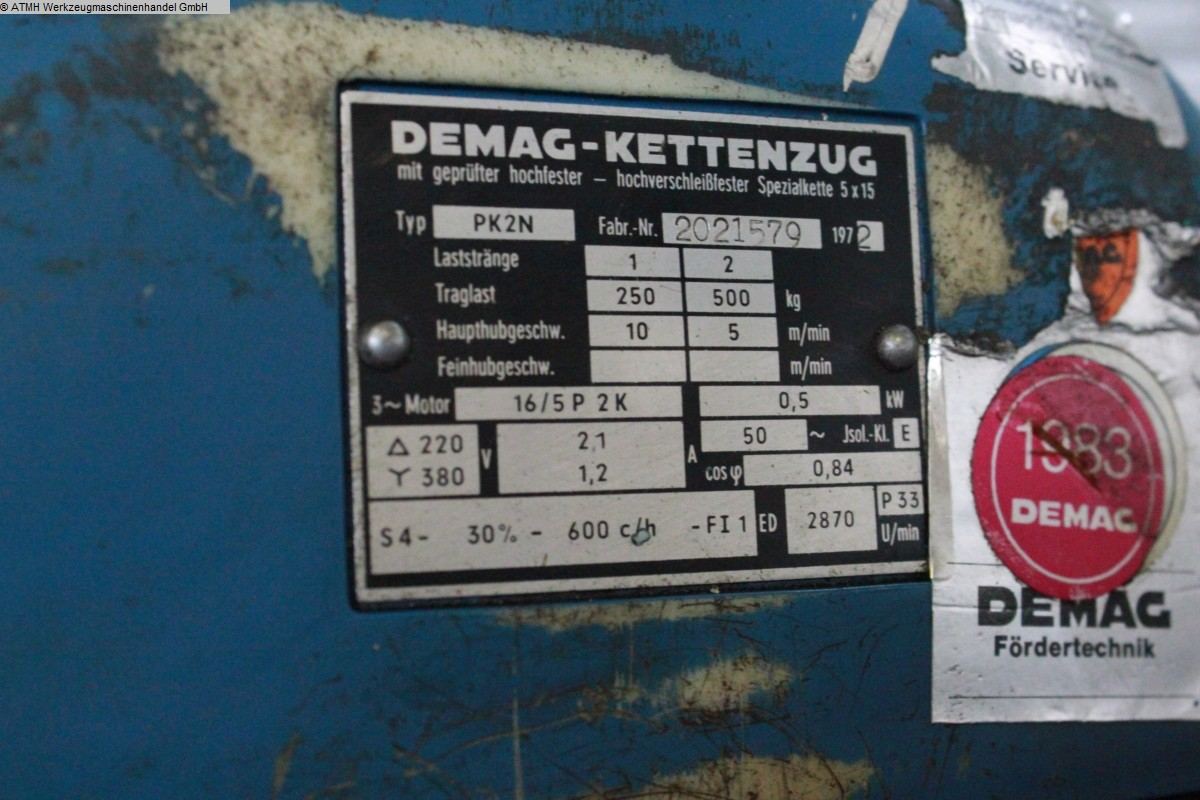 © ATMH Werkzeugmaschinenhandel GmbH
Service
DEMAG-KETTENZUG
mit geprüfter hochfester – hochverschleißfester Spezialkette 5 x 15
Typ PK2N Fabr.-Nr. 2021579 1972
Laststränge 1 2
Traglast 250 500 kg
Haupthubgeschw. 10 5 m/min
Feinhubgeschw. m/min
3~Motor 16/5 P 2 K 0,5 kW
Δ 220 V 2,1 A 50 ~ Jsol.-Kl. E
Y 380 1,2 cos φ 0,84
S 4 - 30% - 600 c/h - FI 1 ED 2870 P 33 U/min
1983
DEMAG
DEMAG
Fördertechnik